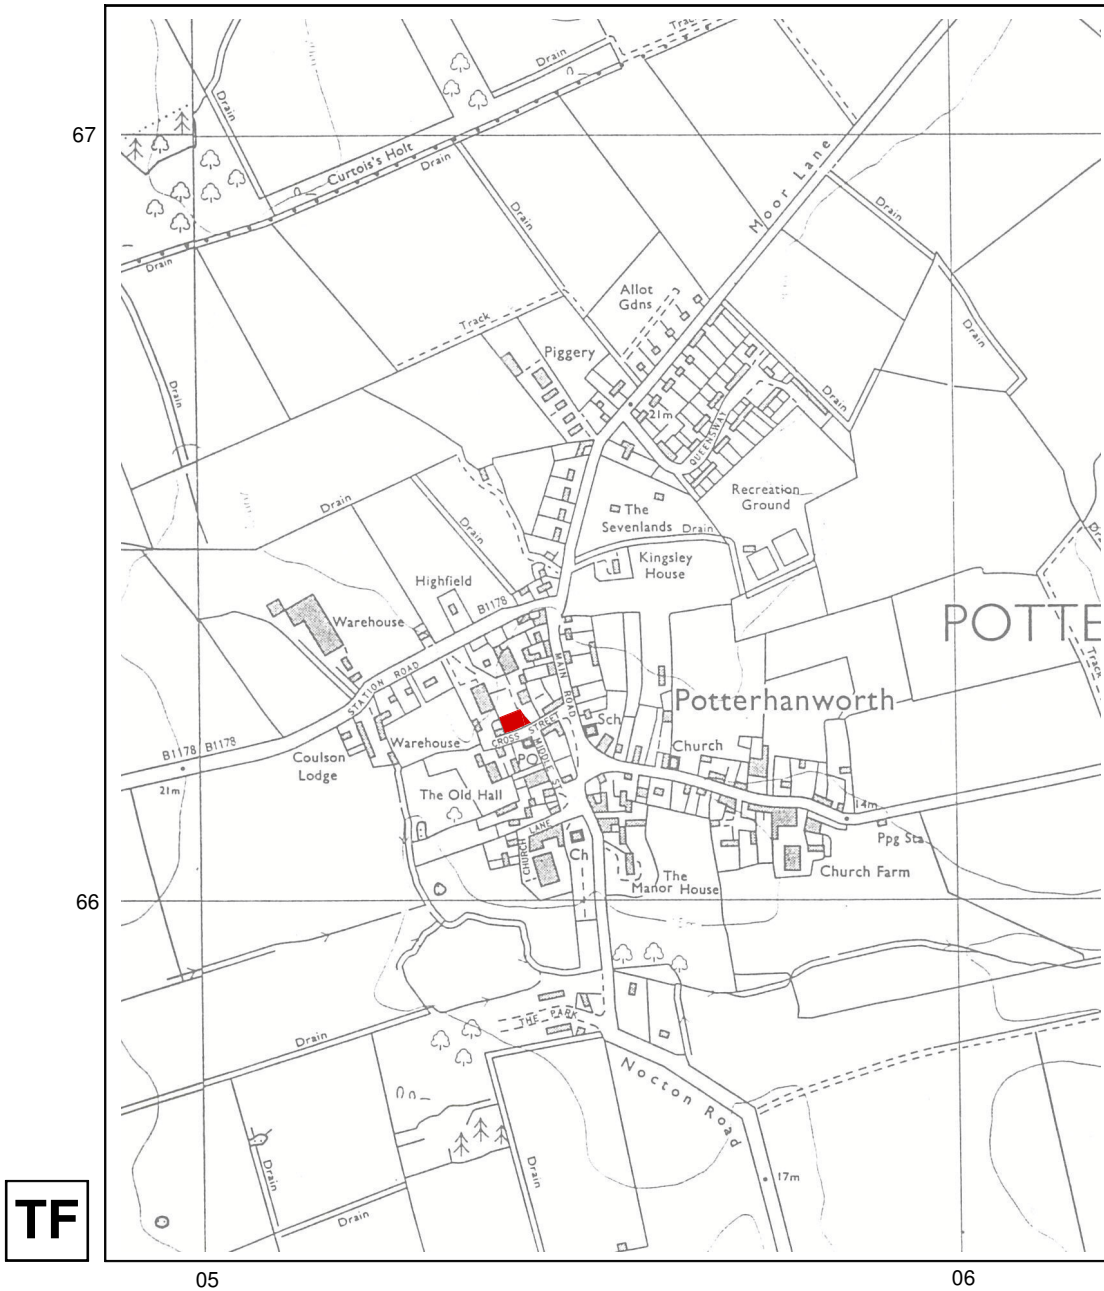 Track
Drain
67
Drain
Curtois's Holt
Drain
Moor Lane
Drain
Drain
Drain
Allot
Gdns
Track
Piggery
Drain
Drain
Drain
21m
QUEENSWAY
Recreation
Ground
Drain
The
Sevenlands
Drain
Drain
Kingsley
House
Highfield
B1178
Warehouse
POTTE
Track
STATION ROAD
MAIN ROAD
Potterhanworth
Sch
CROSS STREET
B1178 B1178
Warehouse
Church
Coulson
Lodge
PO
MIDDLE ST
21m
The Old Hall
14m
Ppg Sta
CHURCH LANE
Ch
The
Manor House
Church Farm
66
THE PARK
Drain
Nocton Road
Drain
Drain
17m
Drain
TF
05
06